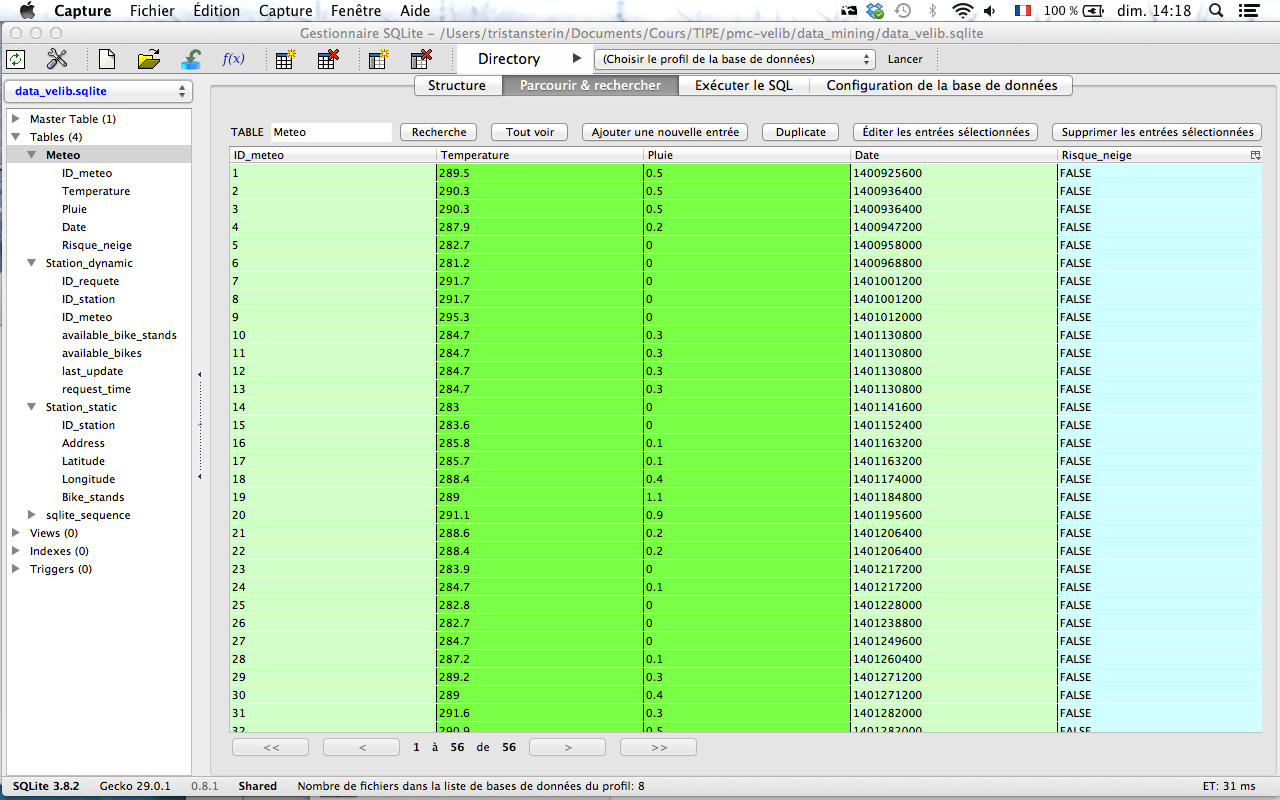 Capture Fichier Édition Capture Fenêtre Aide 100 % dim. 14:18
Gestionnaire SQLite – /Users/tristansterin/Documents/Cours/TIPE/pmc-velib/data_mining/data_velib.sqlite
f(x) Directory (Choisir le profil de la base de données) Lancer
data_velib.sqlite
Structure Parcourir & rechercher Exécuter le SQL Configuration de la base de données
Master Table (1)
Tables (4)
Meteo
ID_meteo
Temperature
Pluie
Date
Risque_neige
Station_dynamic
ID_requete
ID_station
ID_meteo
available_bike_stands
available_bikes
last_update
request_time
Station_static
ID_station
Address
Latitude
Longitude
Bike_stands
sqlite_sequence
Views (0)
Indexes (0)
Triggers (0)
TABLE Meteo Recherche Tout voir Ajouter une nouvelle entrée Duplicate Éditer les entrées sélectionnées Supprimer les entrées sélectionnées
ID_meteo Temperature Pluie Date Risque_neige
1 289.5 0.5 1400925600 FALSE
2 290.3 0.5 1400936400 FALSE
3 290.3 0.5 1400936400 FALSE
4 287.9 0.2 1400947200 FALSE
5 282.7 0 1400958000 FALSE
6 281.2 0 1400968800 FALSE
7 291.7 0 1401001200 FALSE
8 291.7 0 1401001200 FALSE
9 295.3 0 1401012000 FALSE
10 284.7 0.3 1401130800 FALSE
11 284.7 0.3 1401130800 FALSE
12 284.7 0.3 1401130800 FALSE
13 284.7 0.3 1401130800 FALSE
14 283 0 1401141600 FALSE
15 283.6 0 1401152400 FALSE
16 285.8 0.1 1401163200 FALSE
17 285.7 0.1 1401163200 FALSE
18 288.4 0.4 1401174000 FALSE
19 289 1.1 1401184800 FALSE
20 291.1 0.9 1401195600 FALSE
21 288.6 0.2 1401206400 FALSE
22 288.4 0.2 1401206400 FALSE
23 283.9 0 1401217200 FALSE
24 284.7 0.1 1401217200 FALSE
25 282.8 0 1401228000 FALSE
26 282.7 0 1401238800 FALSE
27 284.7 0 1401249600 FALSE
28 287.2 0.1 1401260400 FALSE
29 289.2 0.3 1401271200 FALSE
30 289 0.4 1401271200 FALSE
31 291.6 0.3 1401282000 FALSE
32 290.9 0.5 1401282000 FALSE
<< < 1 à 56 de 56 > >>
SQLite 3.8.2 Gecko 29.0.1 0.8.1 Shared Nombre de fichiers dans la liste de bases de données du profil: 8 ET: 31 ms